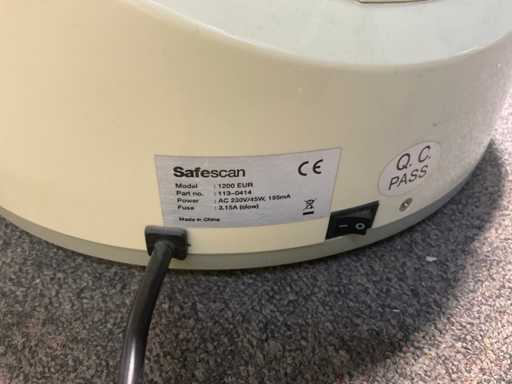 Safescan
CE
Model : 1200 EUR
Part no. : 113-0414
Power : AC 230V/45W, 195mA
Fuse : 3.15A (slow)
Made in China
Q.C.
PASS
I O